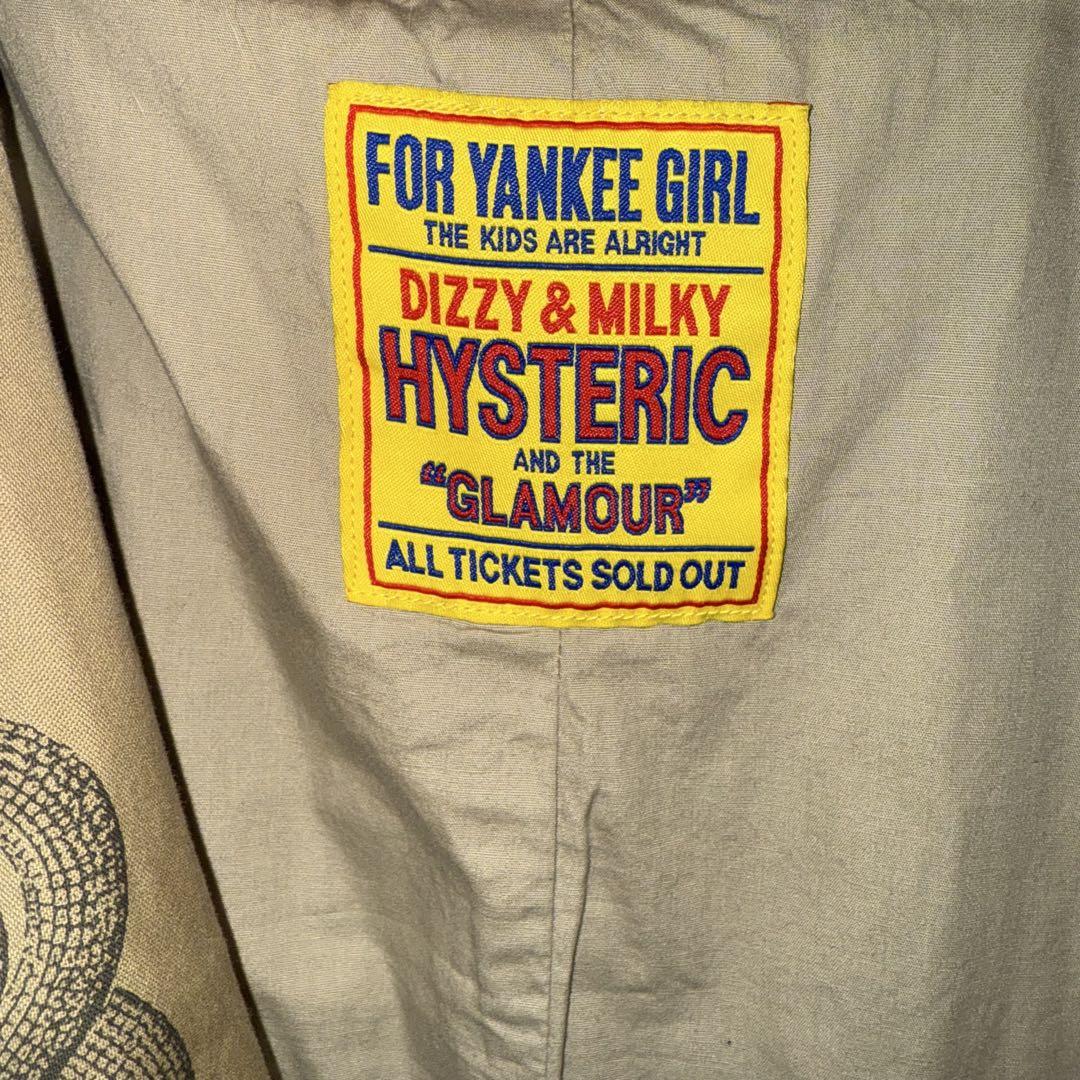 FOR YANKEE GIRL
THE KIDS ARE ALRIGHT
DIZZY & MILKY
HYSTERIC
AND THE
“GLAMOUR”
ALL TICKETS SOLD OUT